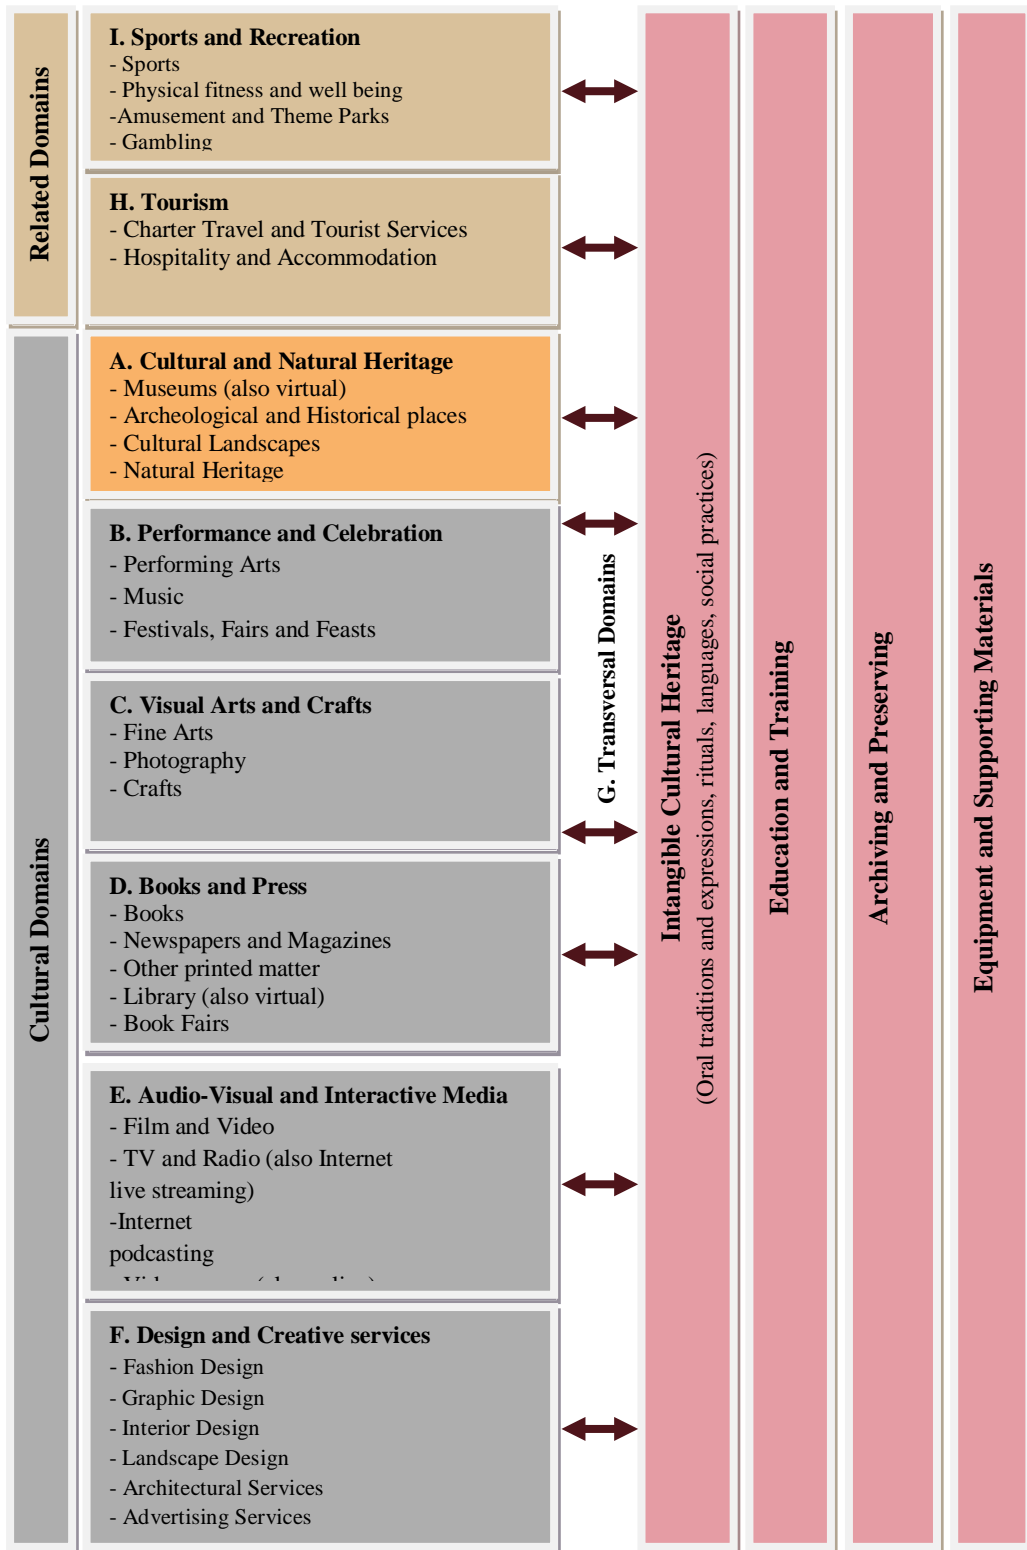 Related Domains
I. Sports and Recreation
- Sports
- Physical fitness and well being
-Amusement and Theme Parks
- Gambling
H. Tourism
- Charter Travel and Tourist Services
- Hospitality and Accommodation
Cultural Domains
A. Cultural and Natural Heritage
- Museums (also virtual)
- Archeological and Historical places
- Cultural Landscapes
- Natural Heritage
B. Performance and Celebration
- Performing Arts
- Music
- Festivals, Fairs and Feasts
C. Visual Arts and Crafts
- Fine Arts
- Photography
- Crafts
D. Books and Press
- Books
- Newspapers and Magazines
- Other printed matter
- Library (also virtual)
- Book Fairs
E. Audio-Visual and Interactive Media
- Film and Video
- TV and Radio (also Internet
live streaming)
-Internet
podcasting
F. Design and Creative services
- Fashion Design
- Graphic Design
- Interior Design
- Landscape Design
- Architectural Services
- Advertising Services
G. Transversal Domains
Intangible Cultural Heritage
(Oral traditions and expressions, rituals, languages, social practices)
Education and Training
Archiving and Preserving
Equipment and Supporting Materials